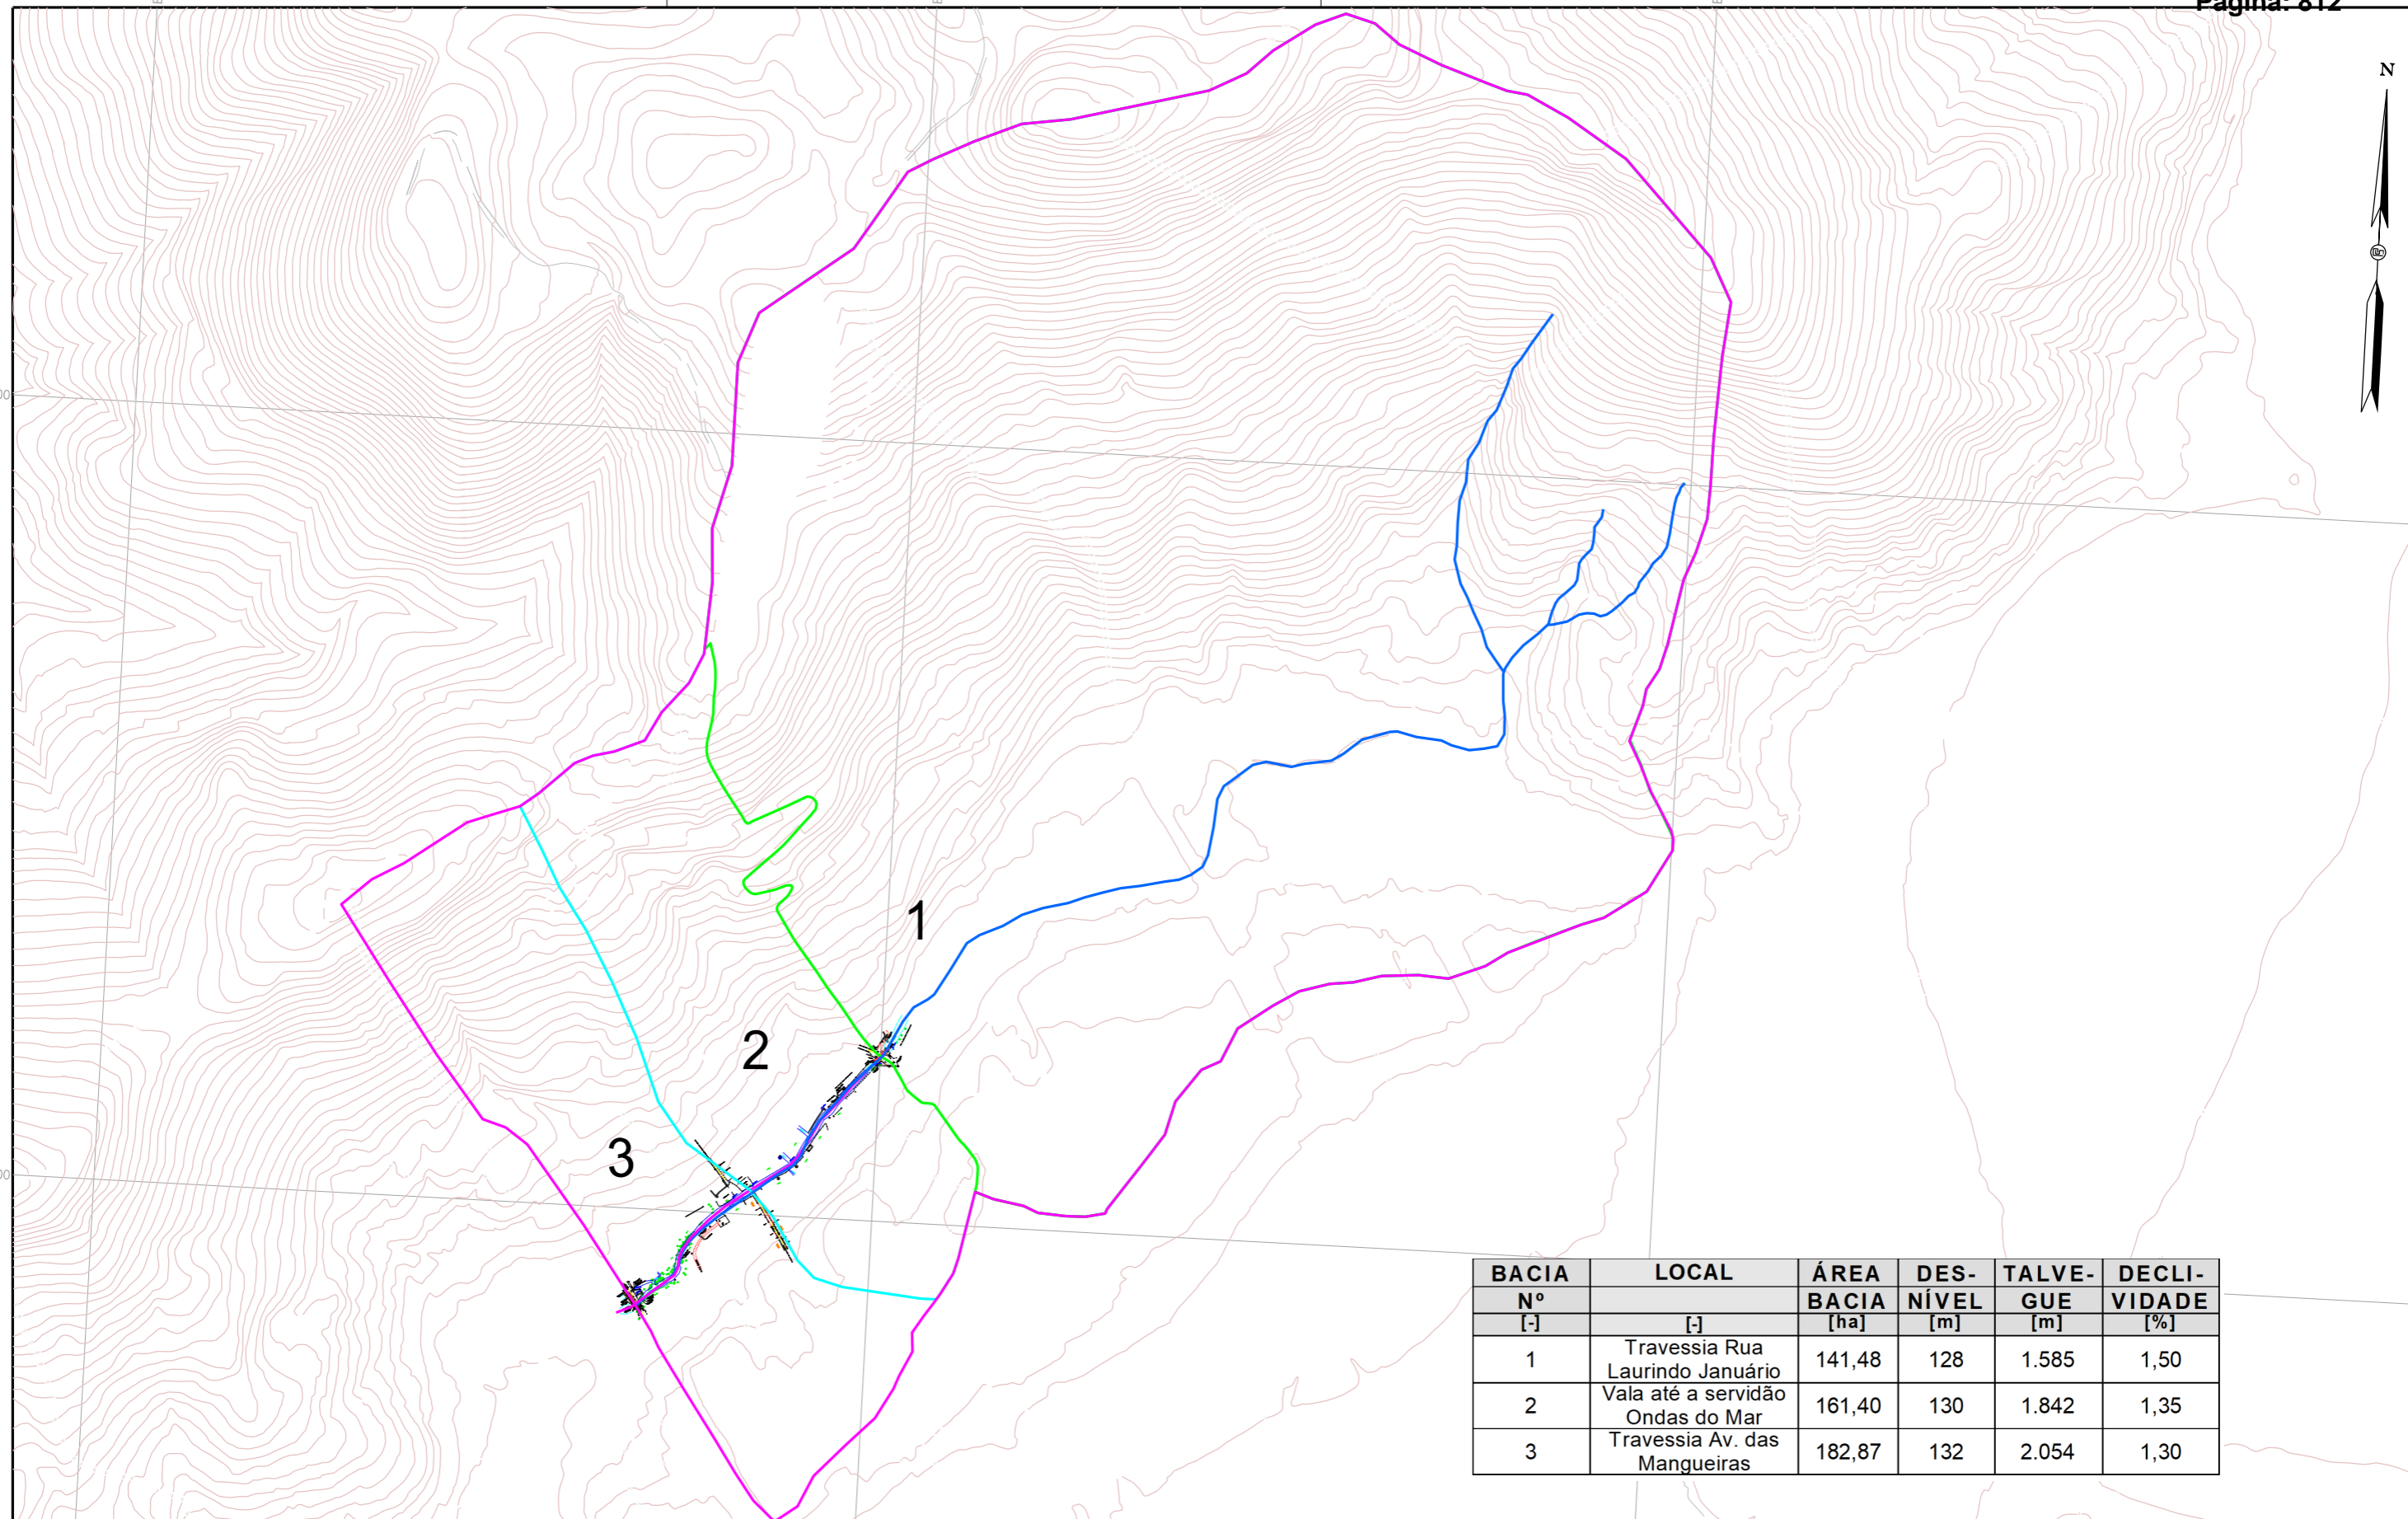 Página: 812
N
1
2
3
BACIA LOCAL ÁREA DES- TALVE- DECLI-
Nº BACIA NÍVEL GUE VIDADE
[-] [-] [ha] [m] [m] [%]
1 Travessia Rua Laurindo Januário 141,48 128 1.585 1,50
2 Vala até a servidão Ondas do Mar 161,40 130 1.842 1,35
3 Travessia Av. das Mangueiras 182,87 132 2.054 1,30